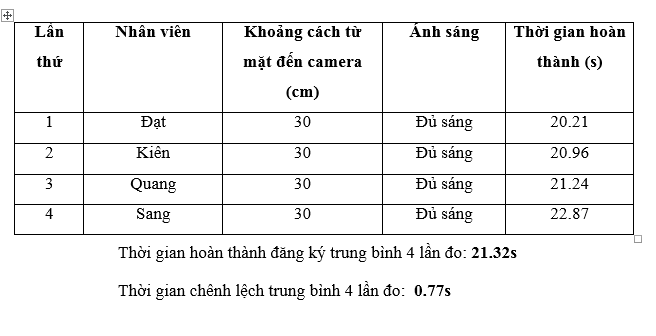 Lần thứ | Nhân viên | Khoảng cách từ mặt đến camera (cm) | Ánh sáng | Thời gian hoàn thành (s)
1 | Đạt | 30 | Đủ sáng | 20.21
2 | Kiên | 30 | Đủ sáng | 20.96
3 | Quang | 30 | Đủ sáng | 21.24
4 | Sang | 30 | Đủ sáng | 22.87
Thời gian hoàn thành đăng ký trung bình 4 lần đo: 21.32s
Thời gian chênh lệch trung bình 4 lần đo: 0.77s